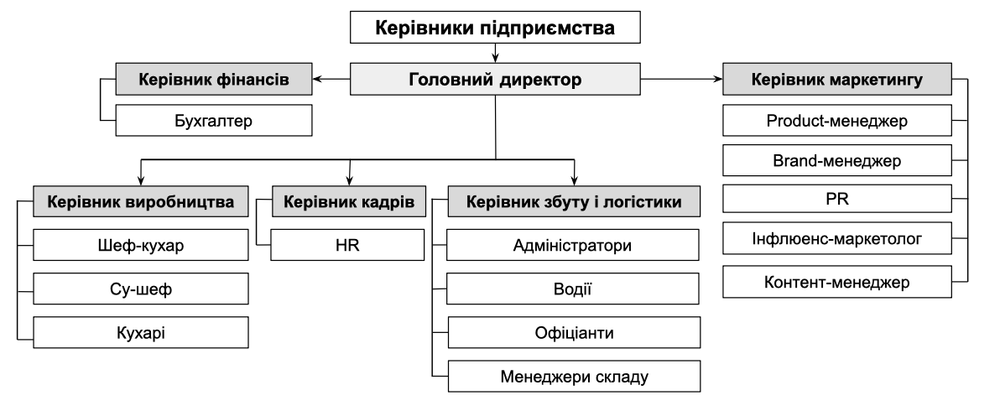 Керівники підприємства
Керівник фінансів
Головний директор
Керівник маркетингу
Бухгалтер
Product-менеджер
Brand-менеджер
PR
Інфлюенс-маркетолог
Контент-менеджер
Керівник виробництва
Шеф-кухар
Су-шеф
Кухарі
Керівник кадрів
HR
Керівник збуту і логістики
Адміністратори
Водії
Офіціанти
Менеджери складу